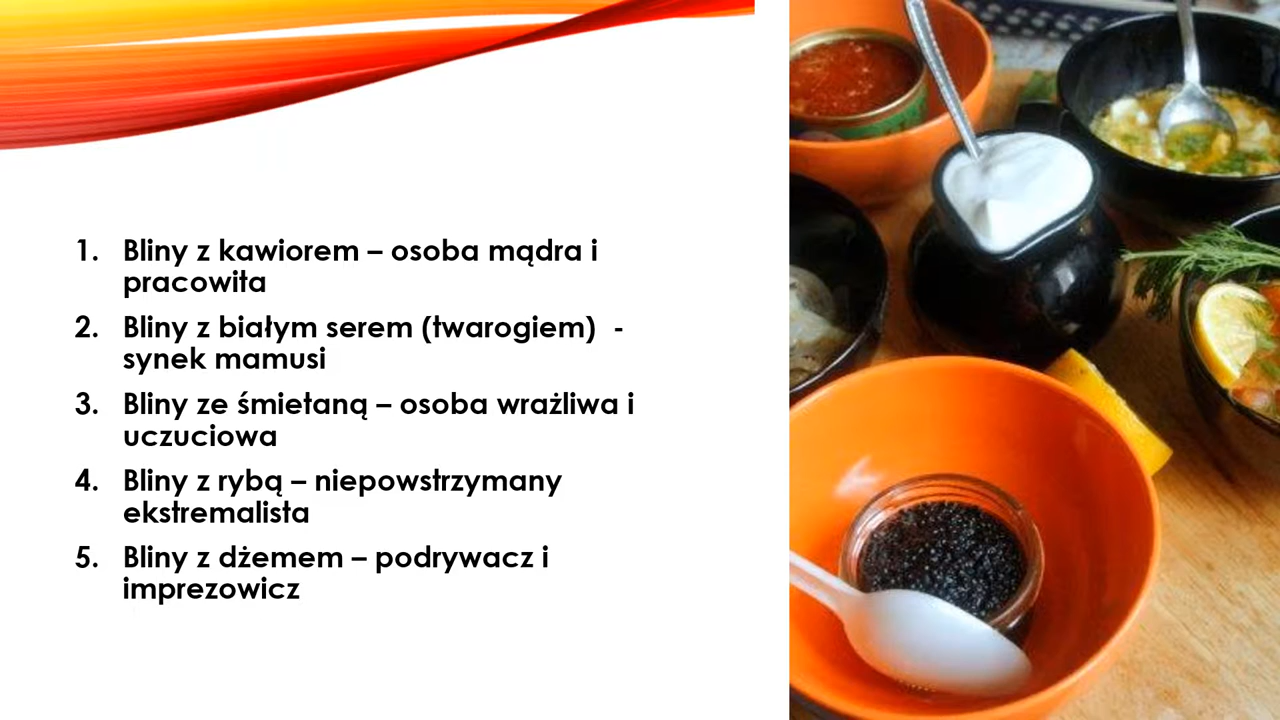 1. Bliny z kawiorem – osoba mądra i
pracowita
2. Bliny z białym serem (twarogiem)  -
synek mamusi
3. Bliny ze śmietaną – osoba wrażliwa i
uczuciowa
4. Bliny z rybą – niepowstrzymany
ekstremalista
5. Bliny z dżemem – podrywacz i
imprezowicz